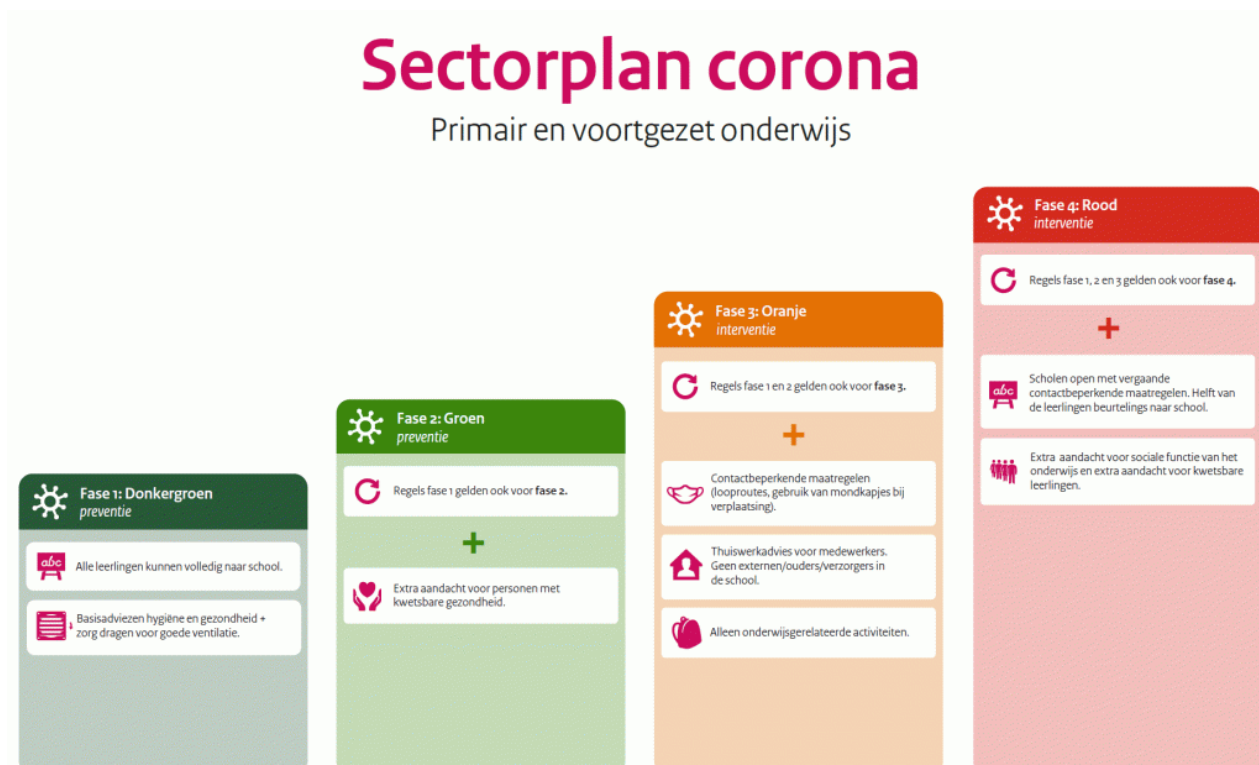 Sectorplan corona
Primair en voortgezet onderwijs
Fase 1: Donkergroen
preventie
abc
Alle leerlingen kunnen volledig naar school.
Basisadviezen hygiëne en gezondheid +
zorg dragen voor goede ventilatie.
Fase 2: Groen
preventie
Regels fase 1 gelden ook voor fase 2.
+
Extra aandacht voor personen met
kwetsbare gezondheid.
Fase 3: Oranje
interventie
Regels fase 1 en 2 gelden ook voor fase 3.
+
Contactbeperkende maatregelen
(looproutes, gebruik van mondkapjes bij
verplaatsing).
Thuiswerkadvies voor medewerkers.
Geen externen/ouders/verzorgers in
de school.
Alleen onderwijsgerelateerde activiteiten.
Fase 4: Rood
interventie
Regels fase 1, 2 en 3 gelden ook voor fase 4.
+
abc
Scholen open met vergaande
contactbeperkende maatregelen. Helft van
de leerlingen beurtelings naar school.
Extra aandacht voor sociale functie van het
onderwijs en extra aandacht voor kwetsbare
leerlingen.